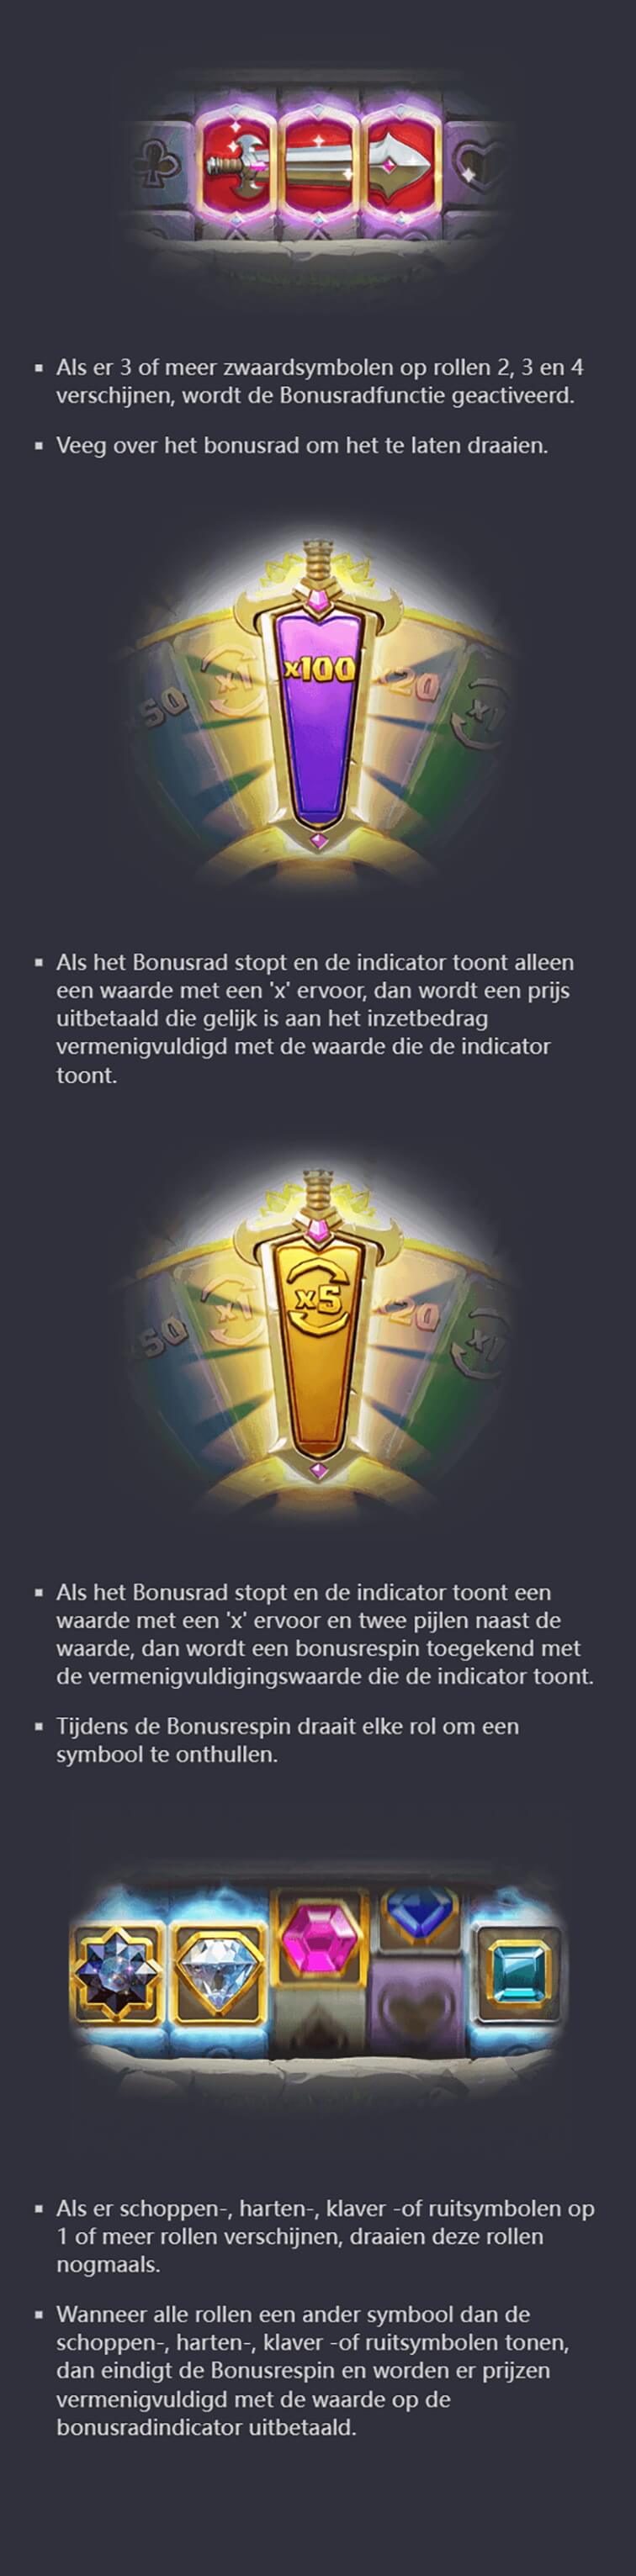 Als er 3 of meer zwaardsymbolen op rollen 2, 3 en 4
verschijnen, wordt de Bonusradfunctie geactiveerd.
Veeg over het bonusrad om het te laten draaien.
50 x1 x100 x20 x1
Als het Bonusrad stopt en de indicator toont alleen
een waarde met een 'x' ervoor, dan wordt een prijs
uitbetaald die gelijk is aan het inzetbedrag
vermenigvuldigd met de waarde die de indicator
toont.
50 x1 x5 x20 x1
Als het Bonusrad stopt en de indicator toont een
waarde met een 'x' ervoor en twee pijlen naast de
waarde, dan wordt een bonusrespin toegekend met
de vermenigvuldigingswaarde die de indicator toont.
Tijdens de Bonusrespin draait elke rol om een
symbool te onthullen.
Als er schoppen-, harten-, klaver -of ruitsymbolen op
1 of meer rollen verschijnen, draaien deze rollen
nogmaals.
Wanneer alle rollen een ander symbool dan de
schoppen-, harten-, klaver -of ruitsymbolen tonen,
dan eindigt de Bonusrespin en worden er prijzen
vermenigvuldigd met de waarde op de
bonusradindicator uitbetaald.